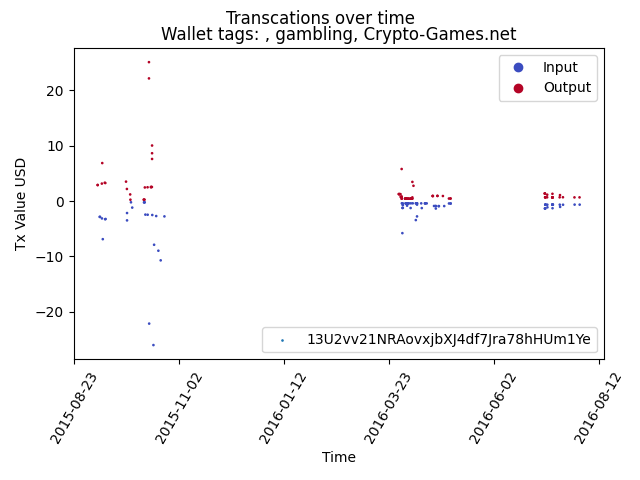 Transcations over time
Wallet tags: , gambling, Crypto-Games.net
Input
Output
Tx Value USD
20
10
0
−10
−20
13U2vv21NRAovxjbXJ4df7Jra78hHUm1Ye
2015-08-23
2015-11-02
2016-01-12
2016-03-23
2016-06-02
2016-08-12
Time